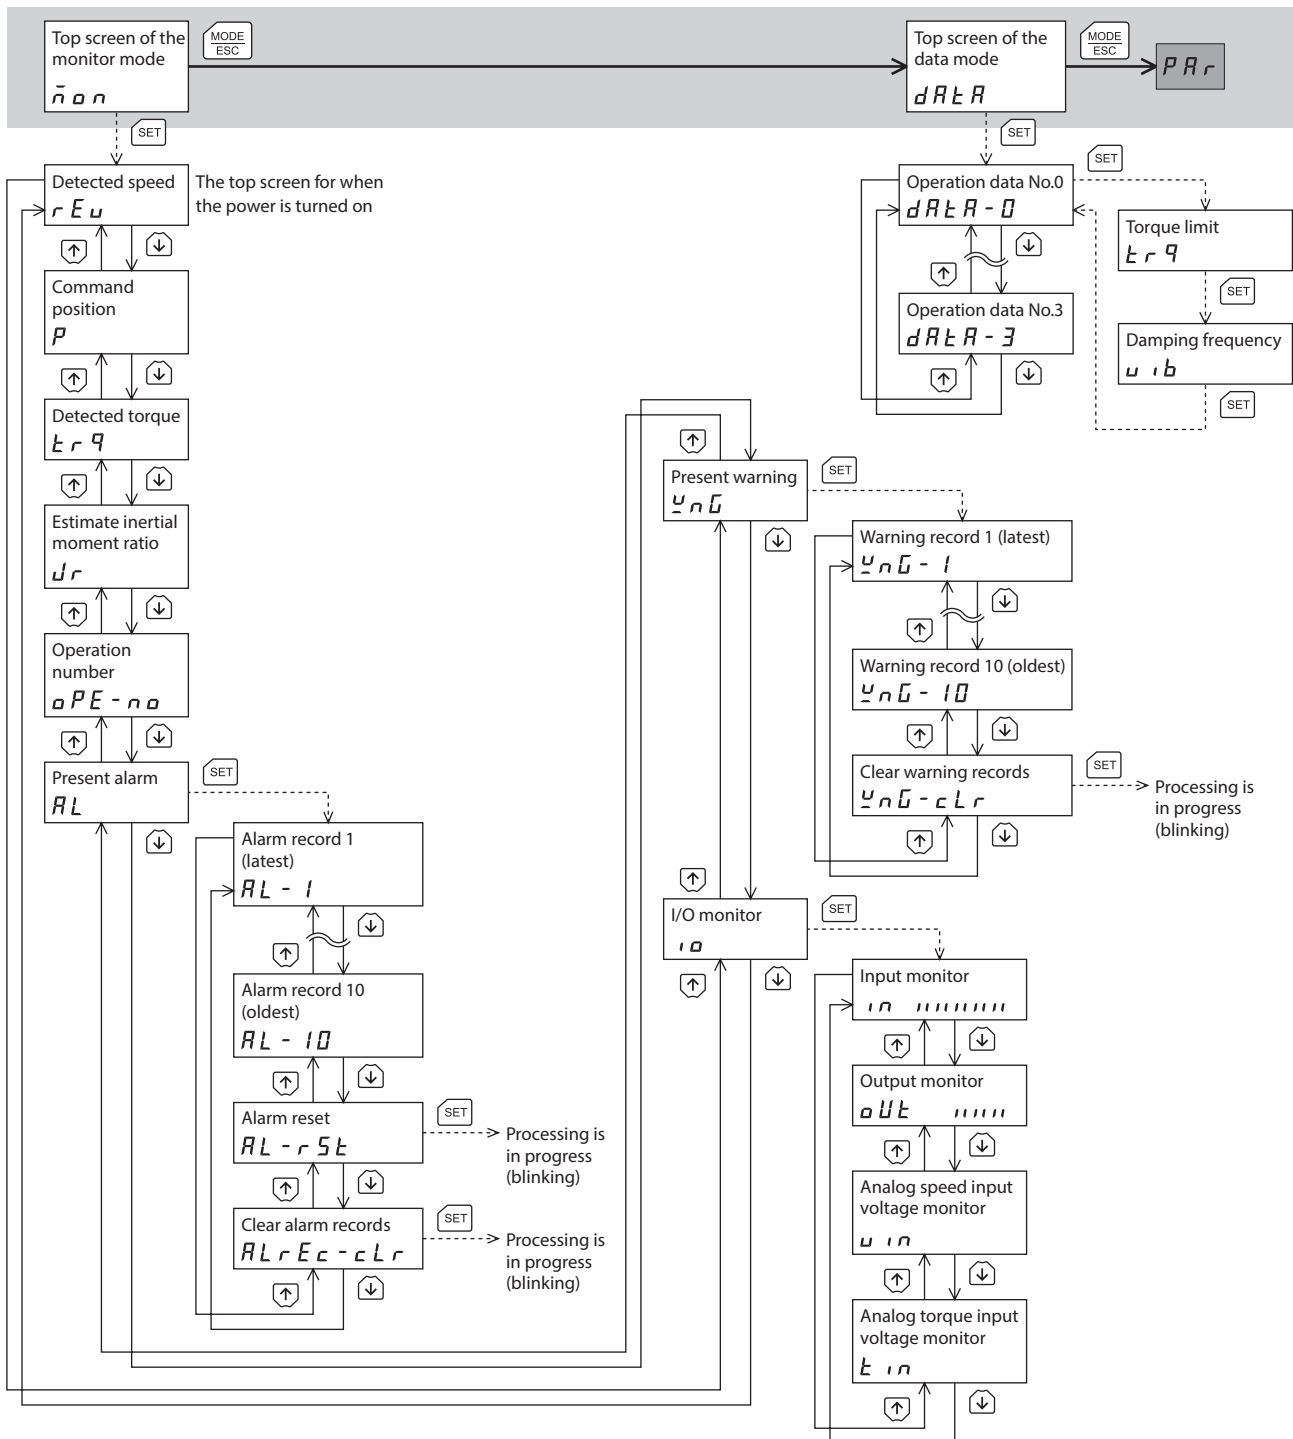 Top screen of the
monitor mode
mon
MODE
ESC
Top screen of the
data mode
dAtA
MODE
ESC
PAr
SET
SET
Detected speed
rEv
The top screen for when
the power is turned on
Command
position
P
Detected torque
trq
Estimate inertial
moment ratio
Jr
Operation
number
oPE-no
Present alarm
AL
SET
Alarm record 1
(latest)
AL-1
Alarm record 10
(oldest)
AL-10
Alarm reset
AL-rSt
SET
Processing is
in progress
(blinking)
Clear alarm records
ALrEc-cLr
SET
Processing is
in progress
(blinking)
Operation data No.0
dAtA-0
SET
Torque limit
trq
SET
Damping frequency
vib
SET
Operation data No.3
dAtA-3
Present warning
WnG
SET
Warning record 1 (latest)
WnG-1
Warning record 10 (oldest)
WnG-10
Clear warning records
WnG-cLr
SET
Processing is
in progress
(blinking)
I/O monitor
io
SET
Input monitor
in
Output monitor
oUt
Analog speed input
voltage monitor
vin
Analog torque input
voltage monitor
tin